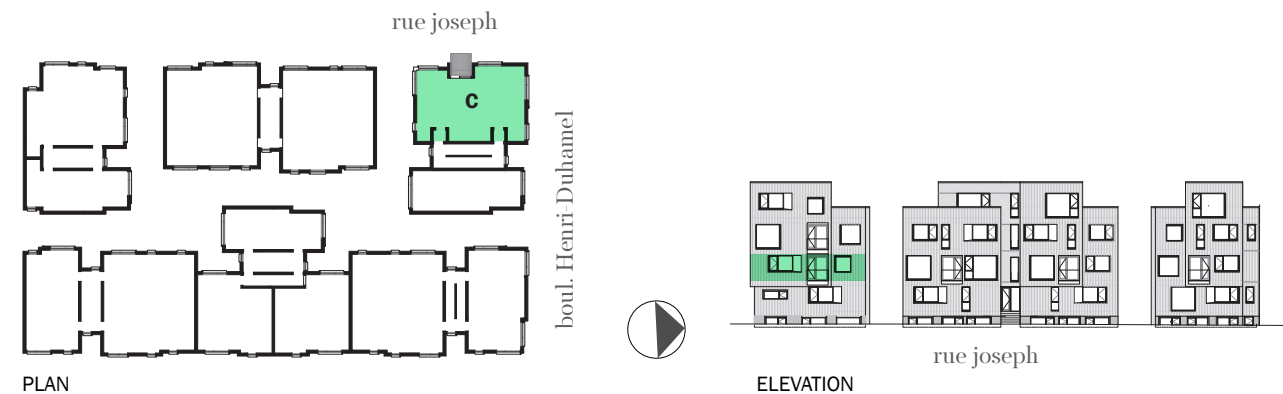 rue joseph
C
boul. Henri-Duhamel
PLAN
rue joseph
ELEVATION